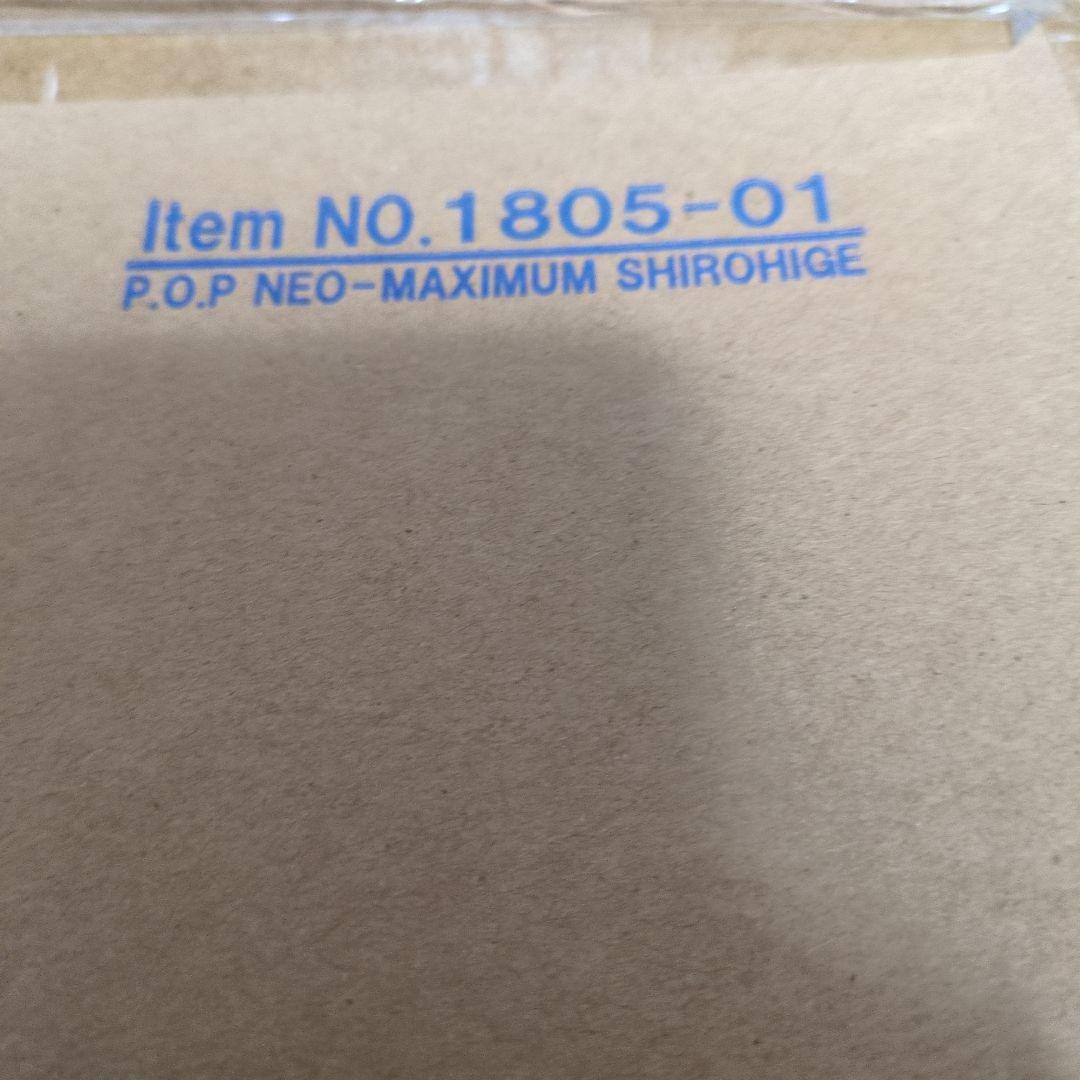 Item NO.1805-01
P.O.P NEO-MAXIMUM SHIROHIGE